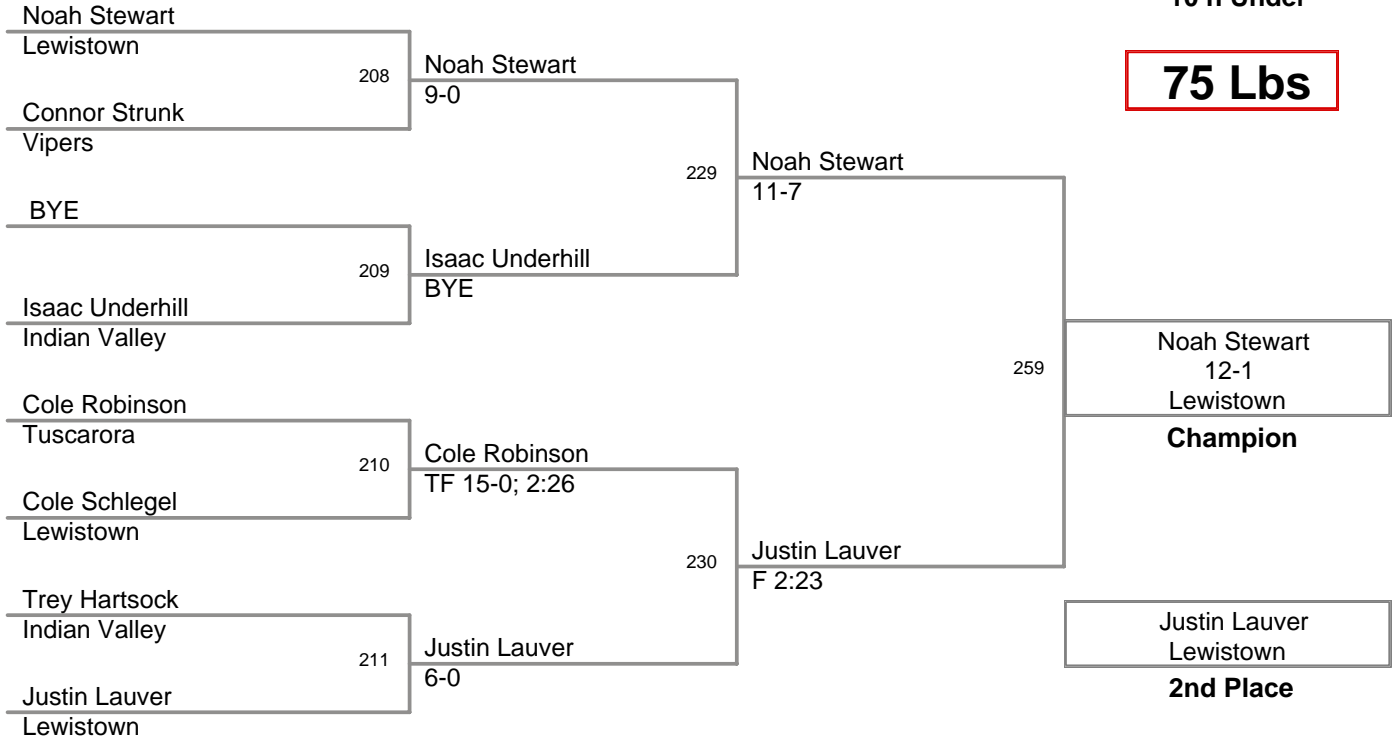 10 n Under
75 Lbs
Noah Stewart
Lewistown
208
Connor Strunk
Vipers
Noah Stewart
9-0
BYE
209
Isaac Underhill
Indian Valley
Isaac Underhill
BYE
229
Noah Stewart
11-7
Cole Robinson
Tuscarora
210
Cole Schlegel
Lewistown
Cole Robinson
TF 15-0; 2:26
Trey Hartsock
Indian Valley
211
Justin Lauver
Lewistown
Justin Lauver
6-0
230
Justin Lauver
F 2:23
259
Noah Stewart
12-1
Lewistown
Champion
Justin Lauver
Lewistown
2nd Place